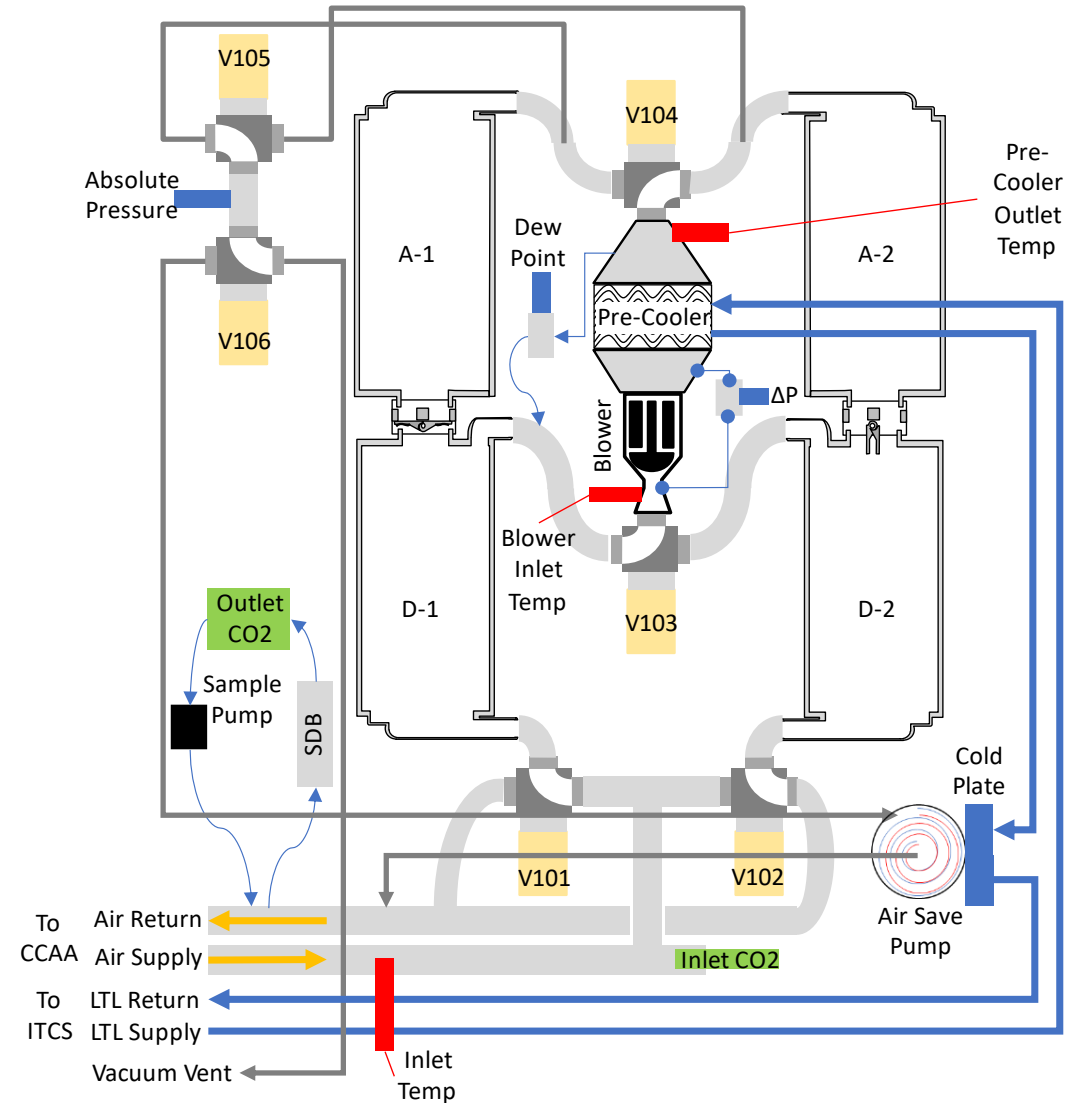 V105
V104
Pre-
Cooler
Outlet
Temp
Absolute
Pressure
Dew
Point
A-1
A-2
Pre-Cooler
V106
ΔP
Blower
Blower
Inlet
Temp
D-1
D-2
V103
Outlet
CO2
Sample
Pump
SDB
Cold
Plate
V101
V102
Air Save
Pump
To
CCAA
Air Return
Air Supply
Inlet CO2
To
ITCS
LTL Return
LTL Supply
Inlet
Temp
Vacuum Vent